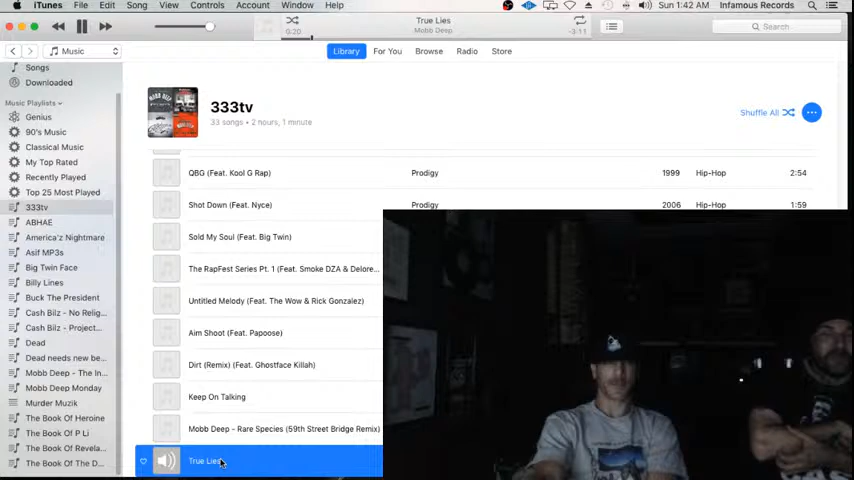 iTunes File Edit Song View Controls Account Window Help Sun 1:42 AM Infamous Records
True Lies
Mobb Deep
0:20 -3:11
Search
Music
Library For You Browse Radio Store
Songs
Downloaded
Music Playlists
Genius
90's Music
Classical Music
My Top Rated
Recently Played
Top 25 Most Played
333tv
ABHAE
America'z Nightmare
Asif MP3s
Big Twin Face
Billy Lines
Buck The President
Cash Bilz - No Relig...
Cash Bilz - Project...
Dead
Dead needs new be...
Mobb Deep - The In...
Mobb Deep Monday
Murder Muzik
The Book Of Heroine
The Book Of P Li
The Book Of Revela...
The Book Of The D...
333tv
33 songs • 2 hours, 1 minute
Shuffle All
QBG (Feat. Kool G Rap) Prodigy 1999 Hip-Hop 2:54
Shot Down (Feat. Nyce) Prodigy 2006 Hip-Hop 1:59
Sold My Soul (Feat. Big Twin)
The RapFest Series Pt. 1 (Feat. Smoke DZA & Delore...
Untitled Melody (Feat. The Wow & Rick Gonzalez)
Aim Shoot (Feat. Papoose)
Dirt (Remix) (Feat. Ghostface Killah)
Keep On Talking
Mobb Deep - Rare Species (59th Street Bridge Remix)
True Lies